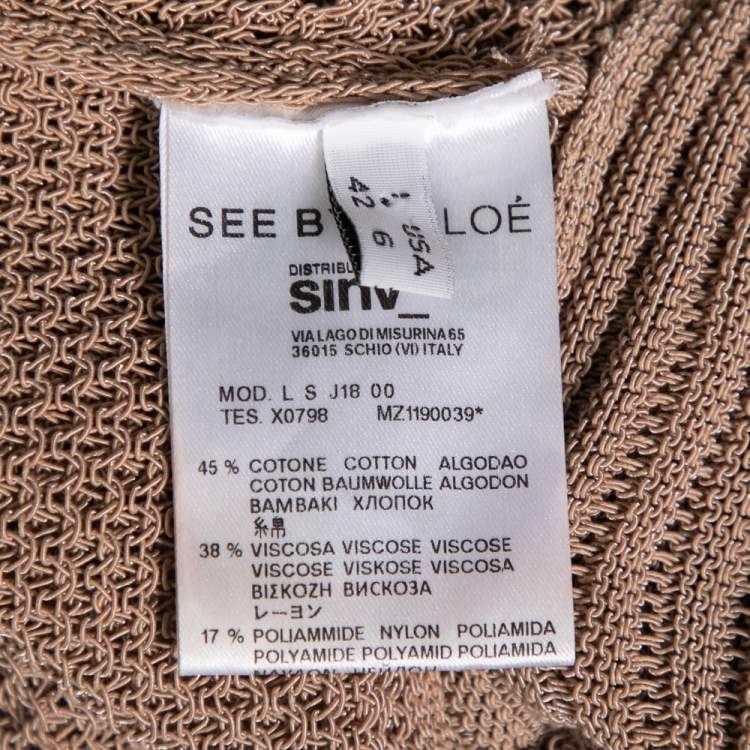 SEE B LOÉ
USA
6
42
DISTRIBU
sinv_
VIA LAGO DI MISURINA 65
36015 SCHIO (VI) ITALY
MOD. L S J18 00
TES. X0798 MZ1190039*
45 % COTONE COTTON ALGODAO
COTON BAUMWOLLE ALGODON
BAMBAKI ХЛОПОК
綿
38 % VISCOSA VISCOSE VISCOSE
VISCOSE VISKOSE VISCOSA
ΒΙΣΚΟΖΗ ВИСКОЗА
レーヨン
17 % POLIAMMIDE NYLON POLIAMIDA
POLYAMIDE POLYAMID POLIAMIDA